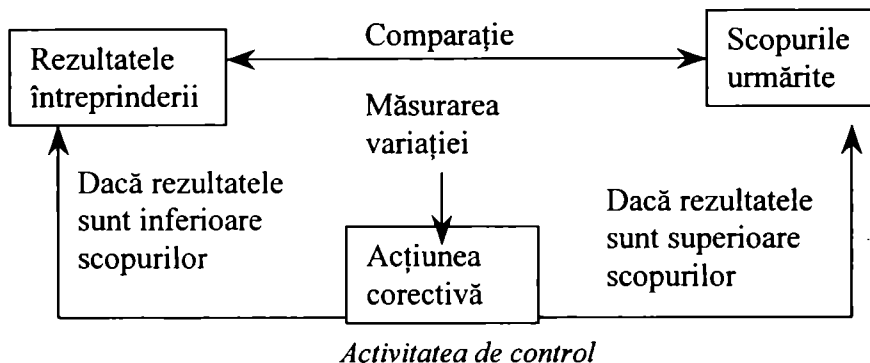 Rezultatele
întreprinderii
Comparație
Scopurile
urmărite
Măsurarea
variației
Dacă rezultatele
sunt inferioare
scopurilor
Dacă rezultatele
sunt superioare
scopurilor
Acțiunea
corectivă
Activitatea de control